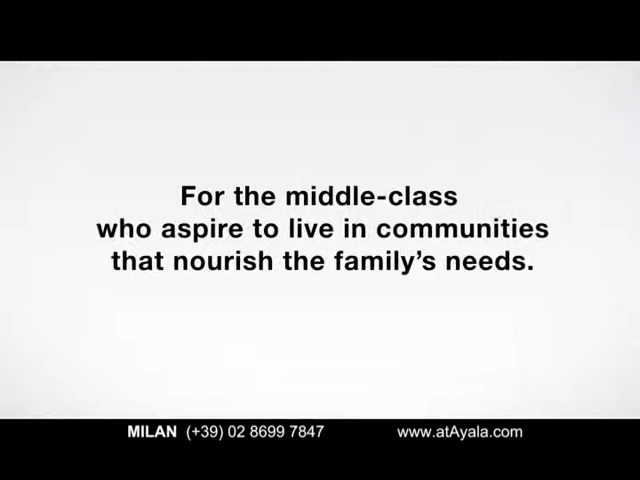 For the middle-class
who aspire to live in communities
that nourish the family’s needs.
MILAN (+39) 02 8699 7847 www.atAyala.com